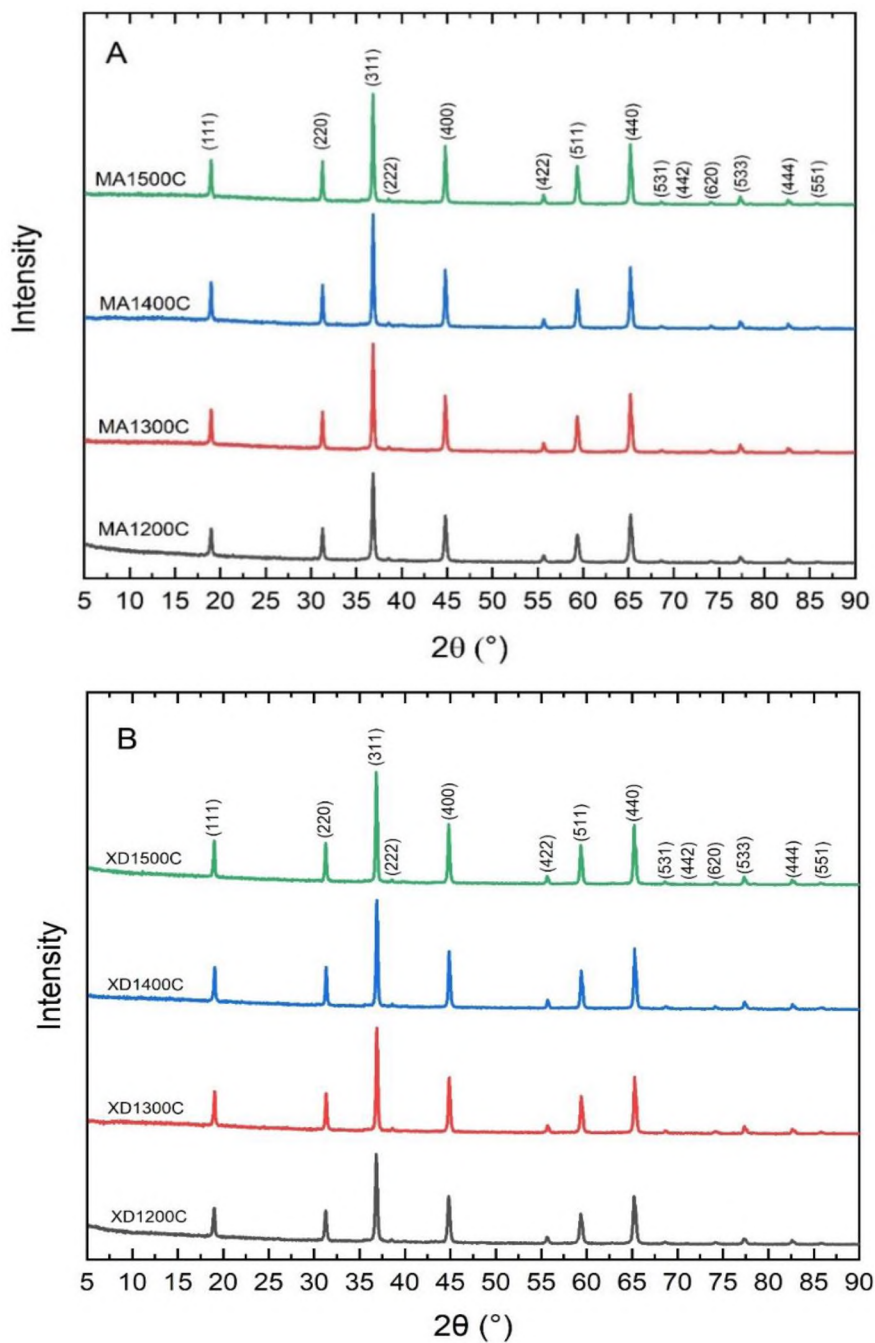 A
(111)
(220)
(311)
(222)
(400)
(422)
(511)
(440)
(531)
(442)
(620)
(533)
(444)
(551)
MA1500C
MA1400C
MA1300C
MA1200C
Intensity
5 10 15 20 25 30 35 40 45 50 55 60 65 70 75 80 85 90
2θ (°)
B
(111)
(220)
(311)
(222)
(400)
(422)
(511)
(440)
(531)
(442)
(620)
(533)
(444)
(551)
XD1500C
XD1400C
XD1300C
XD1200C
Intensity
5 10 15 20 25 30 35 40 45 50 55 60 65 70 75 80 85 90
2θ (°)